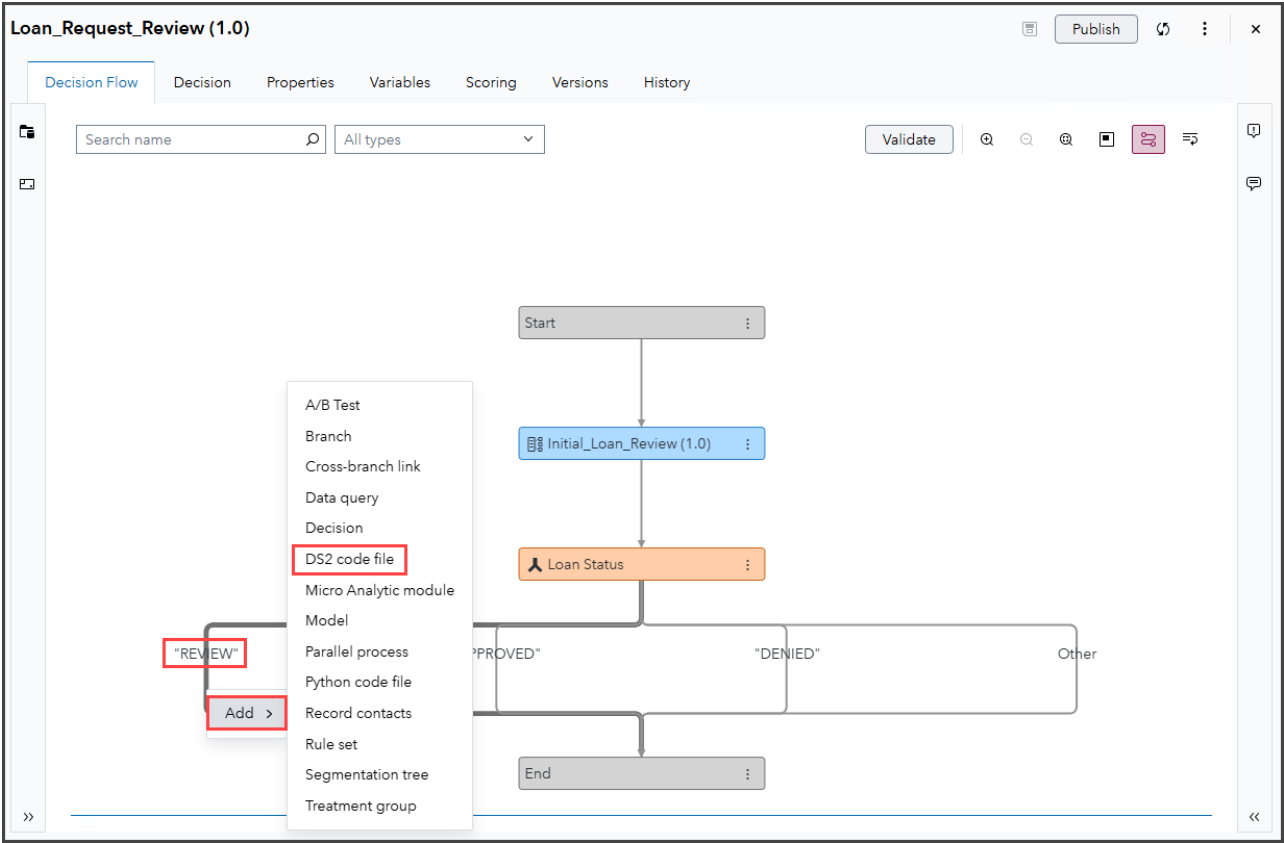 Loan_Request_Review (1.0)
Publish
Decision Flow
Decision
Properties
Variables
Scoring
Versions
History
Search name
All types
Validate
Start
Initial_Loan_Review (1.0)
Loan Status
"REVIEW"
PPROVED"
"DENIED"
Other
Add
A/B Test
Branch
Cross-branch link
Data query
Decision
DS2 code file
Micro Analytic module
Model
Parallel process
Python code file
Record contacts
Rule set
Segmentation tree
Treatment group
End